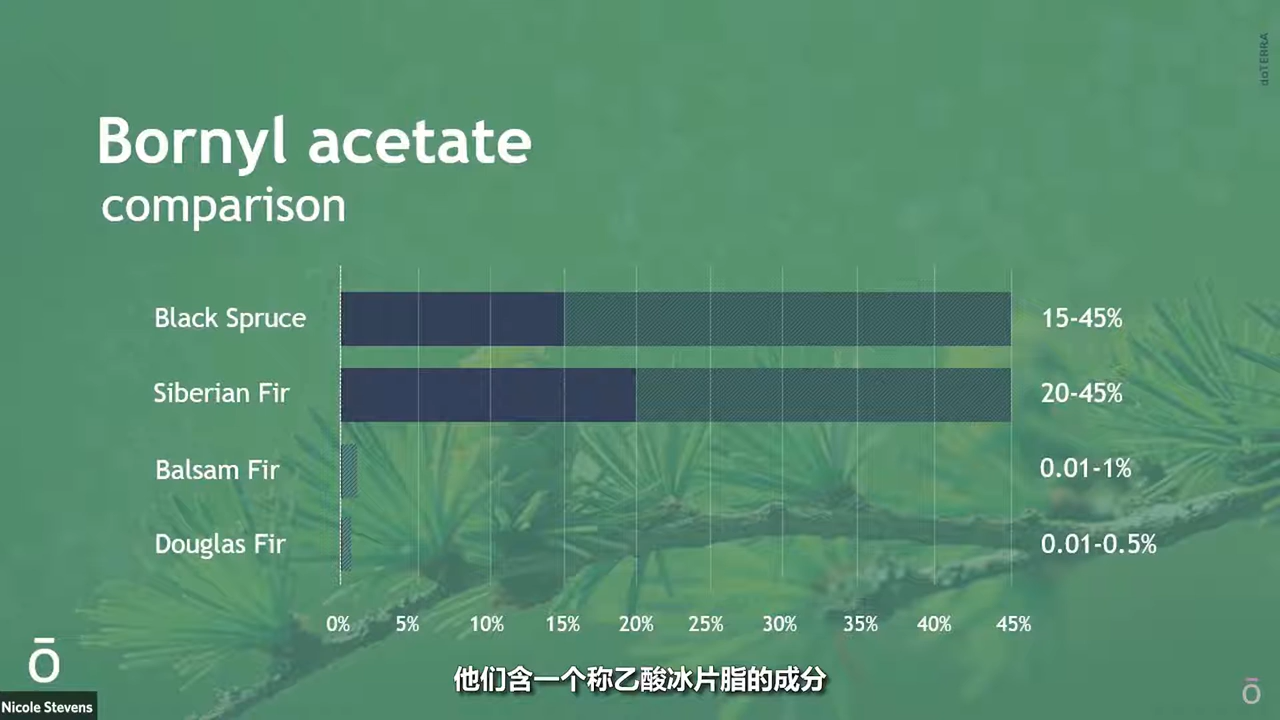 doTERRA
Bornyl acetate
comparison
Black Spruce
15-45%
Siberian Fir
20-45%
Balsam Fir
0.01-1%
Douglas Fir
0.01-0.5%
0% 5% 10% 15% 20% 25% 30% 35% 40% 45%
他们含一个称乙酸冰片脂的成分
ō
Nicole Stevens
ō